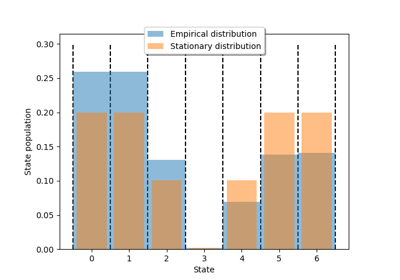 Empirical distribution
Stationary distribution
0.30
0.25
0.20
0.15
0.10
0.05
0.00
State population
0 1 2 3 4 5 6
State